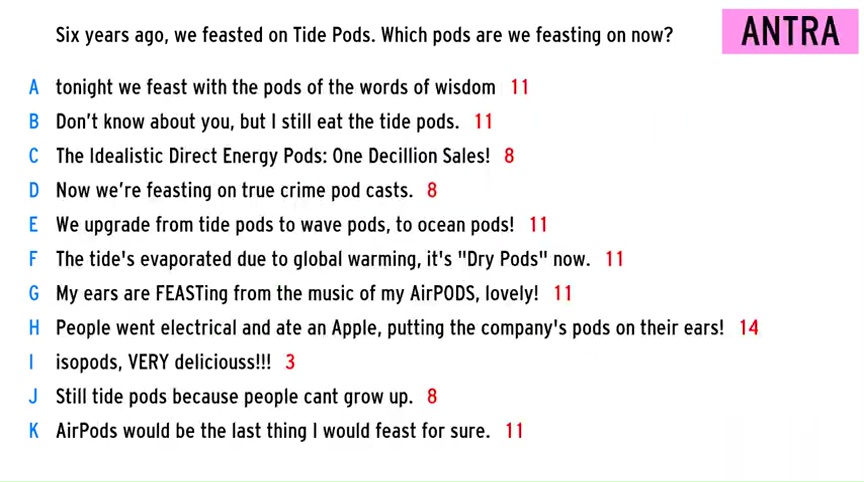 Six years ago, we feasted on Tide Pods. Which pods are we feasting on now?
ANTRA
A tonight we feast with the pods of the words of wisdom 11
B Don't know about you, but I still eat the tide pods. 11
C The Idealistic Direct Energy Pods: One Decillion Sales! 8
D Now we're feasting on true crime pod casts. 8
E We upgrade from tide pods to wave pods, to ocean pods! 11
F The tide's evaporated due to global warming, it's "Dry Pods" now. 11
G My ears are FEASTing from the music of my AirPODS, lovely! 11
H People went electrical and ate an Apple, putting the company's pods on their ears! 14
I isopods, VERY deliciouss!!! 3
J Still tide pods because people cant grow up. 8
K AirPods would be the last thing I would feast for sure. 11